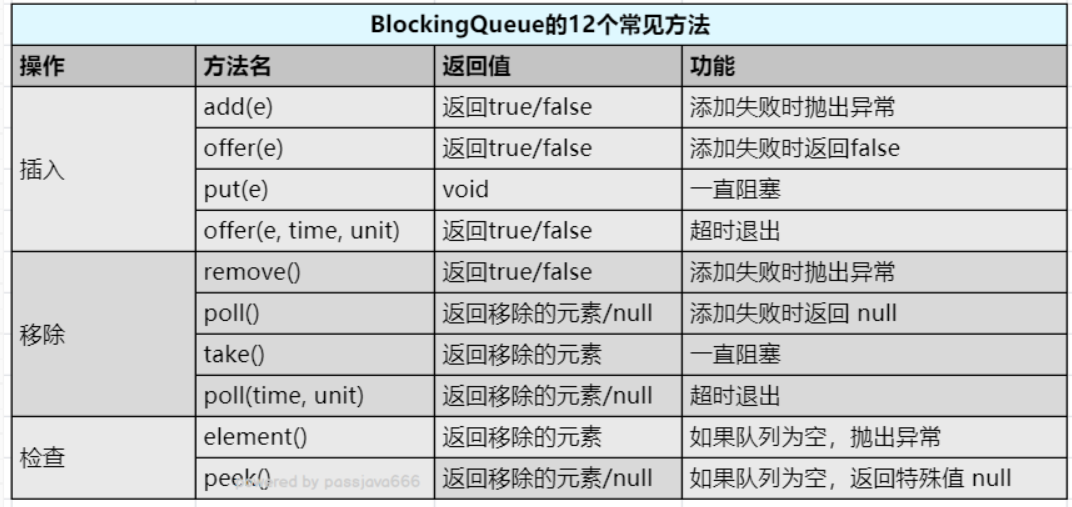 BlockingQueue的12个常见方法
操作 方法名 返回值 功能
插入 add(e) 返回true/false 添加失败时抛出异常
offer(e) 返回true/false 添加失败时返回false
put(e) void 一直阻塞
offer(e, time, unit) 返回true/false 超时退出
移除 remove() 返回true/false 添加失败时抛出异常
poll() 返回移除的元素/null 添加失败时返回 null
take() 返回移除的元素 一直阻塞
poll(time, unit) 返回移除的元素/null 超时退出
检查 element() 返回移除的元素 如果队列为空，抛出异常
peek() 返回移除的元素/null 如果队列为空，返回特殊值 null
powered by passjava666